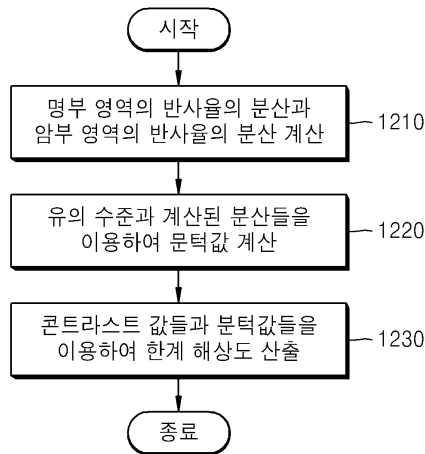 시작
명부 영역의 반사율의 분산과
암부 영역의 반사율의 분산 계산
1210
유의 수준과 계산된 분산들을
이용하여 문턱값 계산
1220
콘트라스트 값들과 분턱값들을
이용하여 한계 해상도 산출
1230
종료